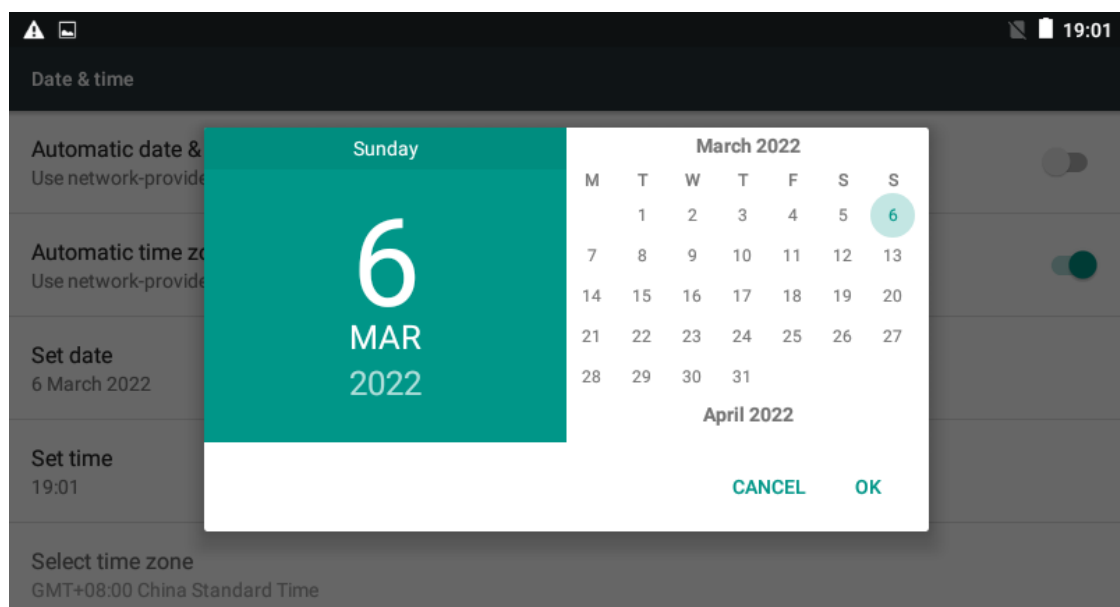 19:01
Date & time
Automatic date &
Use network-provide
Automatic time zo
Use network-provide
Set date
6 March 2022
Set time
19:01
Select time zone
GMT+08:00 China Standard Time
Sunday
6
MAR
2022
March 2022
M T W T F S S
1 2 3 4 5 6
7 8 9 10 11 12 13
14 15 16 17 18 19 20
21 22 23 24 25 26 27
28 29 30 31
April 2022
CANCEL OK